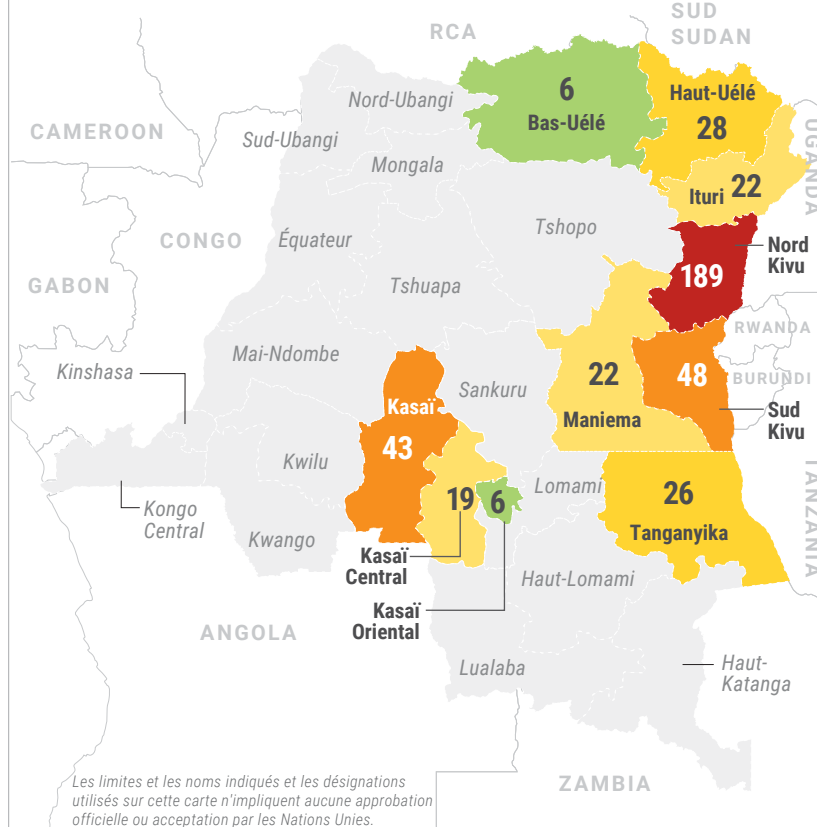 SUD
SUDAN
RCA
6
Bas-Uélé
Haut-Uélé
28
Nord-Ubangi
CAMEROON
Sud-Ubangi
Mongala
UGANDA
Ituri 22
CONGO
Équateur
Tshopo
Nord
Kivu
189
GABON
Tshuapa
RWANDA
Mai-Ndombe
Kinshasa
Sankuru
22
Maniema
48
BURUNDI
Sud
Kivu
Kasaï
43
Kwilu
Lomami
19
6
26
Tanganyika
TANZANIA
Kongo
Central
Kwango
Kasaï
Central
Haut-Lomami
Kasaï
Oriental
ANGOLA
Lualaba
Haut-
Katanga
ZAMBIA
Les limites et les noms indiqués et les désignations
utilisés sur cette carte n'impliquent aucune approbation
officielle ou acceptation par les Nations Unies.